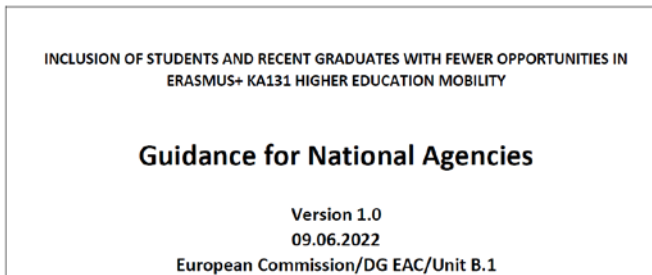 INCLUSION OF STUDENTS AND RECENT GRADUATES WITH FEWER OPPORTUNITIES IN
ERASMUS+ KA131 HIGHER EDUCATION MOBILITY
Guidance for National Agencies
Version 1.0
09.06.2022
European Commission/DG EAC/Unit B.1